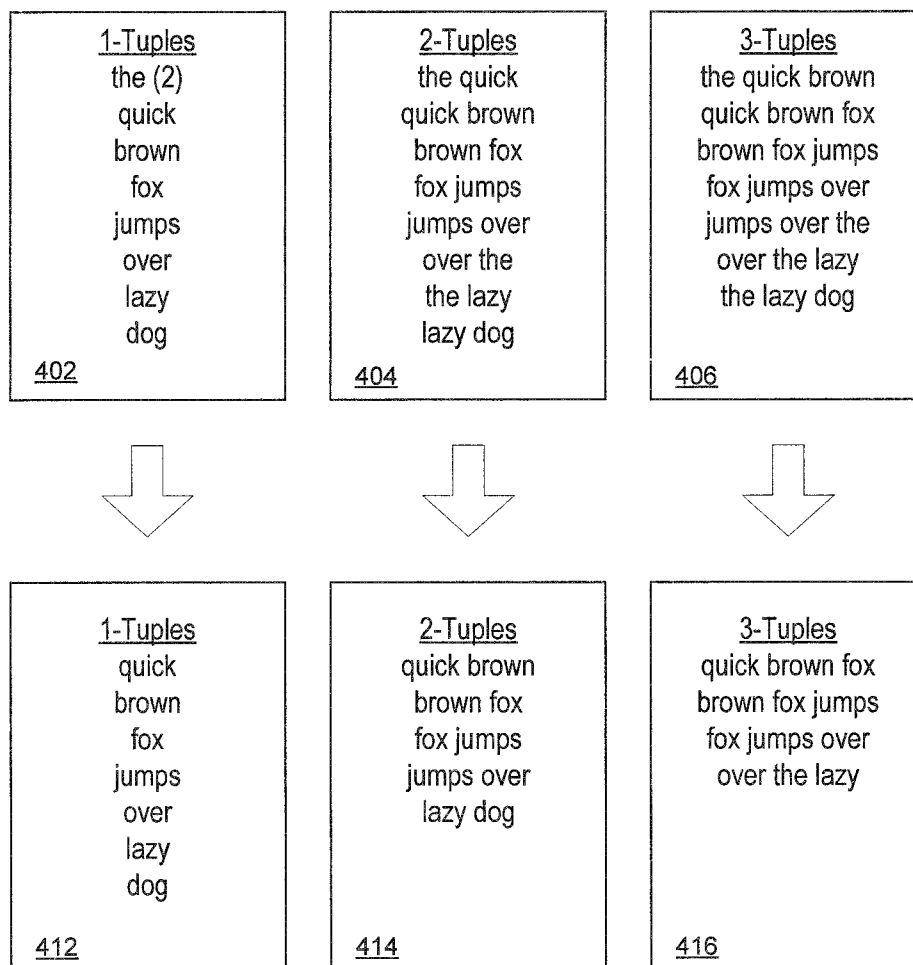 1-Tuples
the (2)
quick
brown
fox
jumps
over
lazy
dog
402
2-Tuples
the quick
quick brown
brown fox
fox jumps
jumps over
over the
the lazy
lazy dog
404
3-Tuples
the quick brown
quick brown fox
brown fox jumps
fox jumps over
jumps over the
over the lazy
the lazy dog
406
1-Tuples
quick
brown
fox
jumps
over
lazy
dog
412
2-Tuples
quick brown
brown fox
fox jumps
jumps over
lazy dog
414
3-Tuples
quick brown fox
brown fox jumps
fox jumps over
over the lazy
416